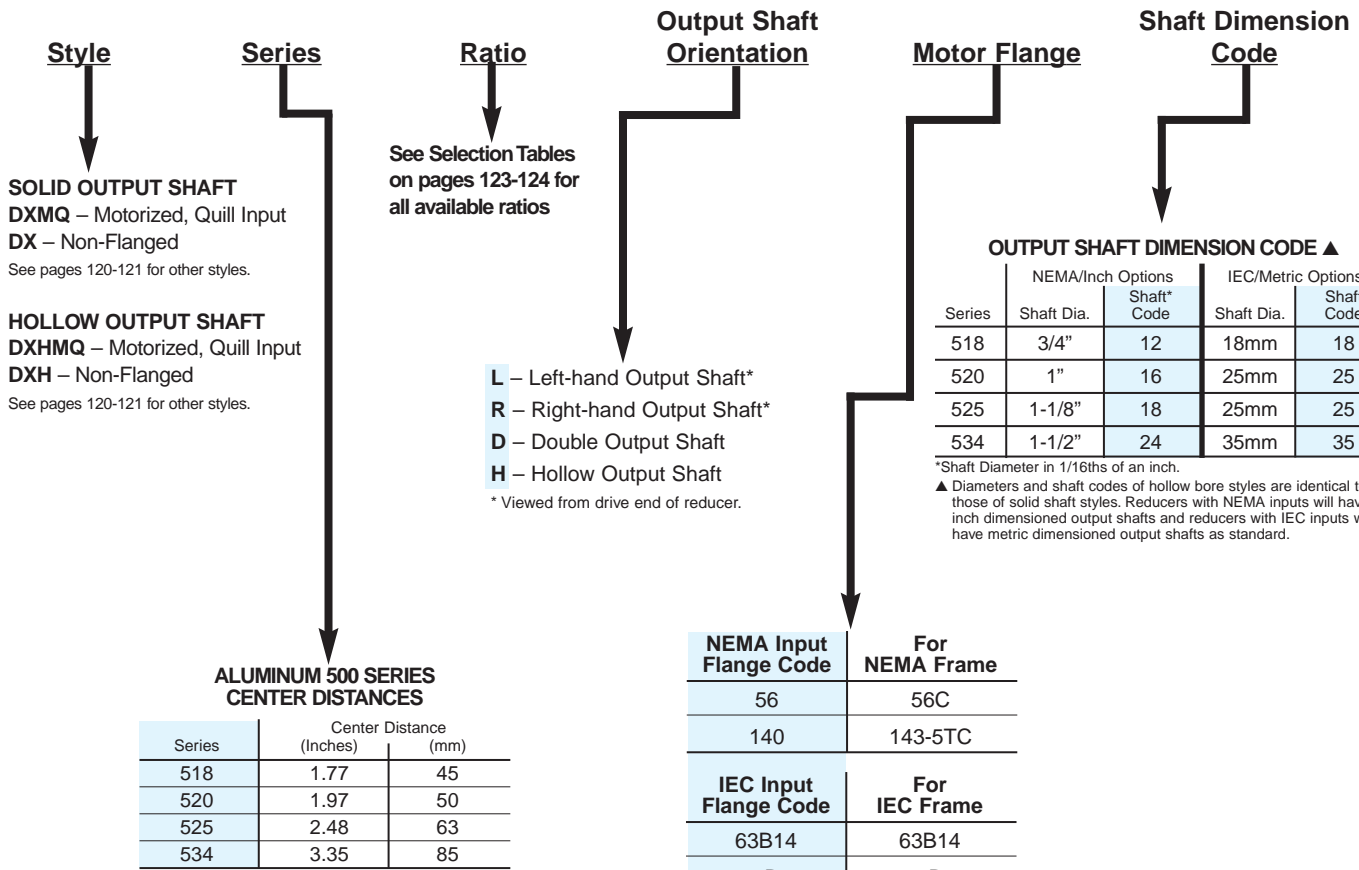 Style
Series
Ratio
Output Shaft
Orientation
Motor Flange
Shaft Dimension
Code
SOLID OUTPUT SHAFT
DXMQ – Motorized, Quill Input
DX – Non-Flanged
See pages 120-121 for other styles.
HOLLOW OUTPUT SHAFT
DXHMQ – Motorized, Quill Input
DXH – Non-Flanged
See pages 120-121 for other styles.
See Selection Tables
on pages 123-124 for
all available ratios
L – Left-hand Output Shaft*
R – Right-hand Output Shaft*
D – Double Output Shaft
H – Hollow Output Shaft
* Viewed from drive end of reducer.
OUTPUT SHAFT DIMENSION CODE ▲
NEMA/Inch Options IEC/Metric Options
Series Shaft Dia. Shaft* Code Shaft Dia.
518 3/4” 12 18mm 18
520 1” 16 25mm 25
525 1-1/8” 18 25mm 25
534 1-1/2” 24 35mm 35
*Shaft Diameter in 1/16ths of an inch.
▲ Diameters and shaft codes of hollow bore styles are identical
those of solid shaft styles. Reducers with NEMA inputs will
inch dimensioned output shafts and reducers with IEC inputs
have metric dimensioned output shafts as standard.
ALUMINUM 500 SERIES
CENTER DISTANCES
Center Distance
Series (Inches) (mm)
518 1.77 45
520 1.97 50
525 2.48 63
534 3.35 85
NEMA Input For
Flange Code NEMA Frame
56 56C
140 143-5TC
IEC Input For
Flange Code IEC Frame
63B14 63B14